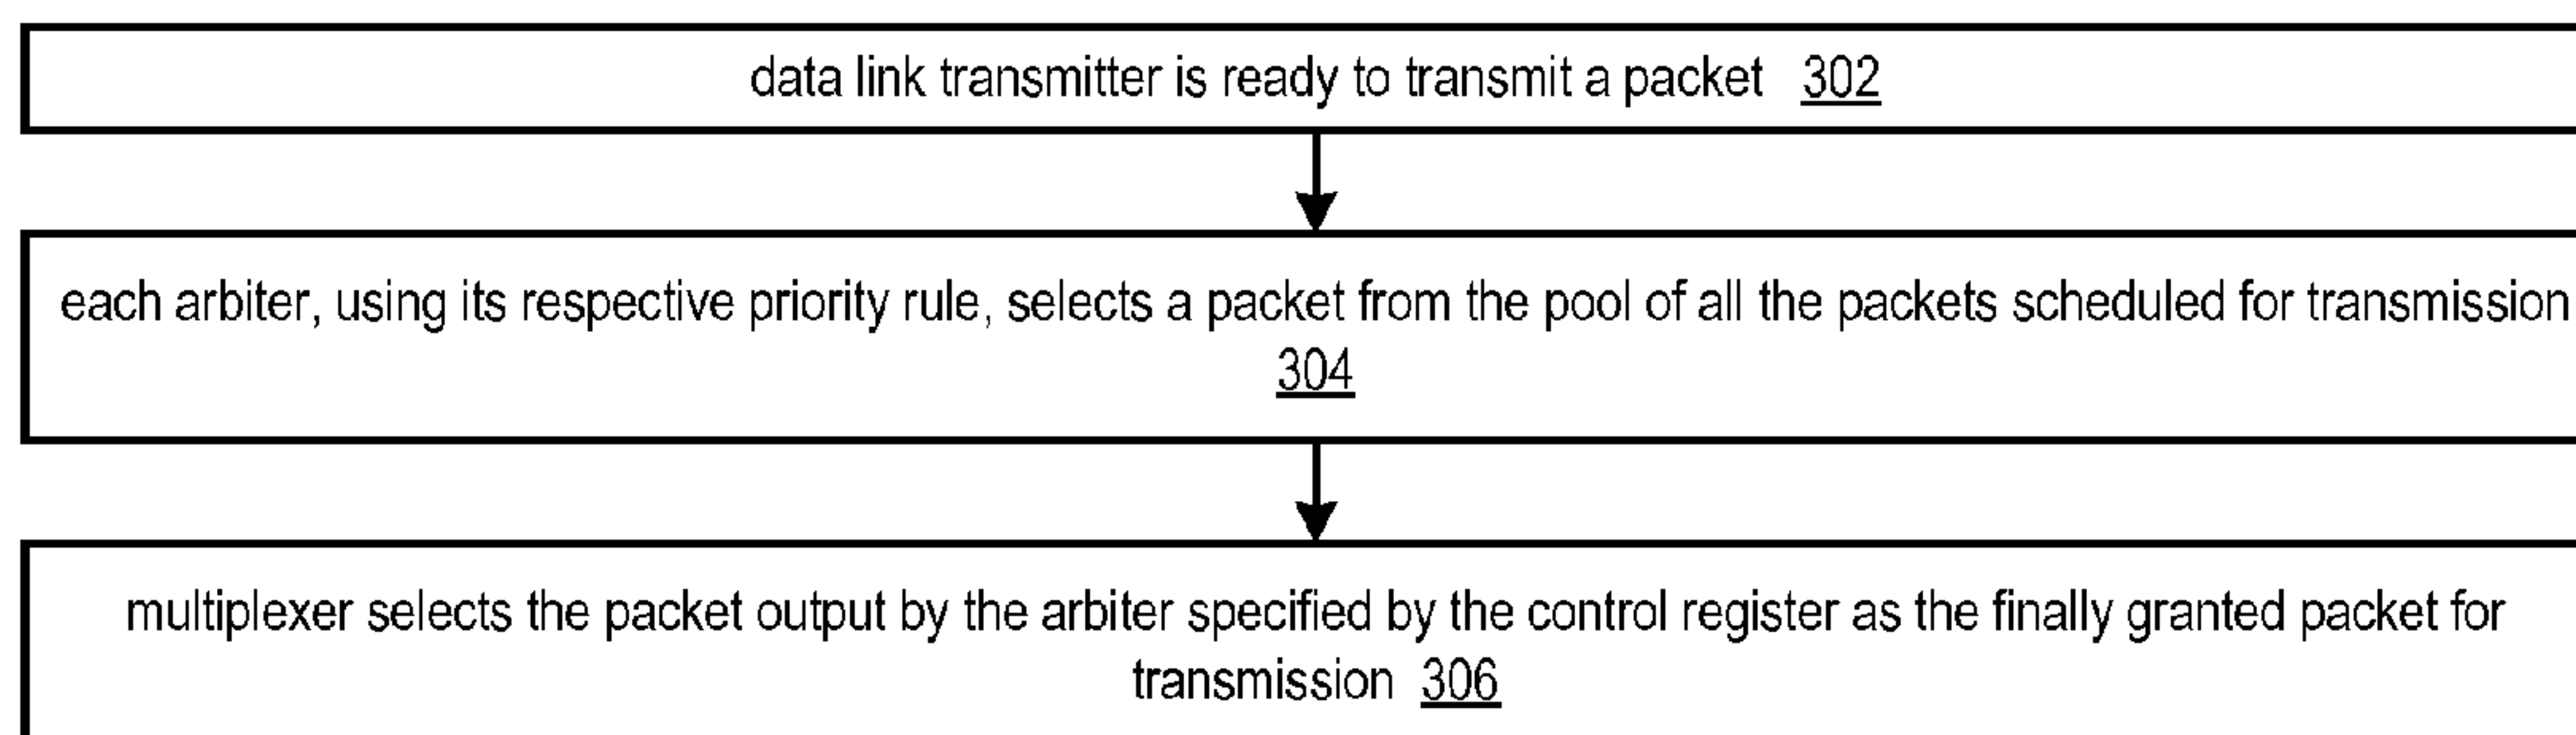 data link transmitter is ready to transmit a packet 302
each arbiter, using its respective priority rule, selects a packet from the pool of all the packets scheduled for transmission
304
multiplexer selects the packet output by the arbiter specified by the control register as the finally granted packet for
transmission 306